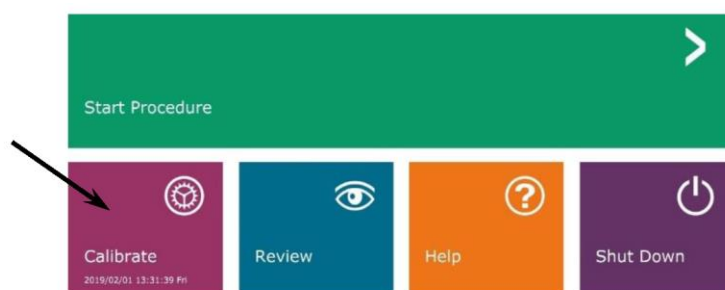 Start Procedure
Calibrate
2019/02/01 13:31:39 Fri
Review
Help
Shut Down